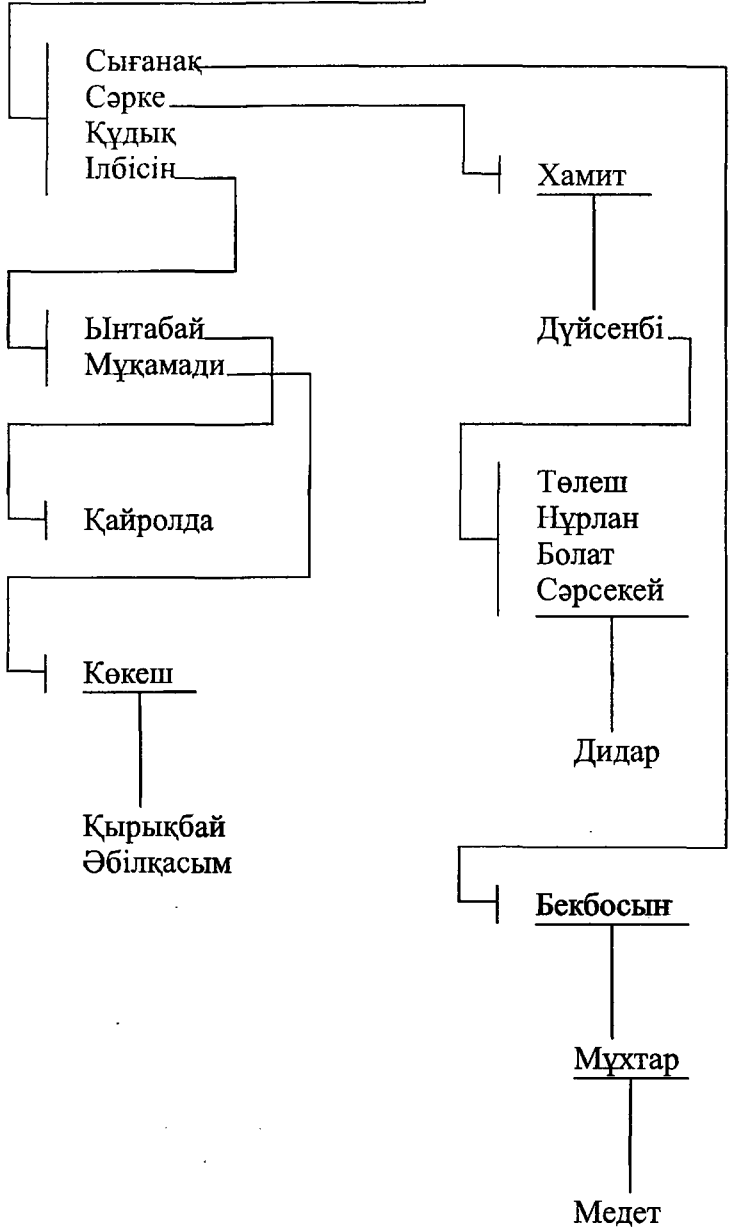 Сығанақ
Сәрке
Құдық
Ілбісін
Хамит
Ынтабай
Мұқамади
Дүйсенбі
Қайролда
Төлеш
Нұрлан
Болат
Сәрсекей
Көкеш
Дидар
Қырықбай
Әбілқасым
Бекбосын
Мұхтар
Медет